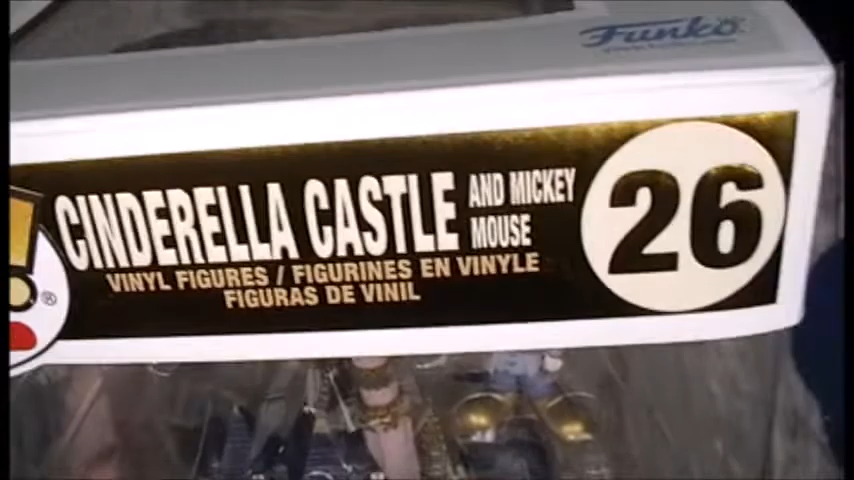 Funko
CINDERELLA CASTLE AND MICKEY MOUSE
26
VINYL FIGURES / FIGURINES EN VINYLE
FIGURAS DE VINIL
!
®